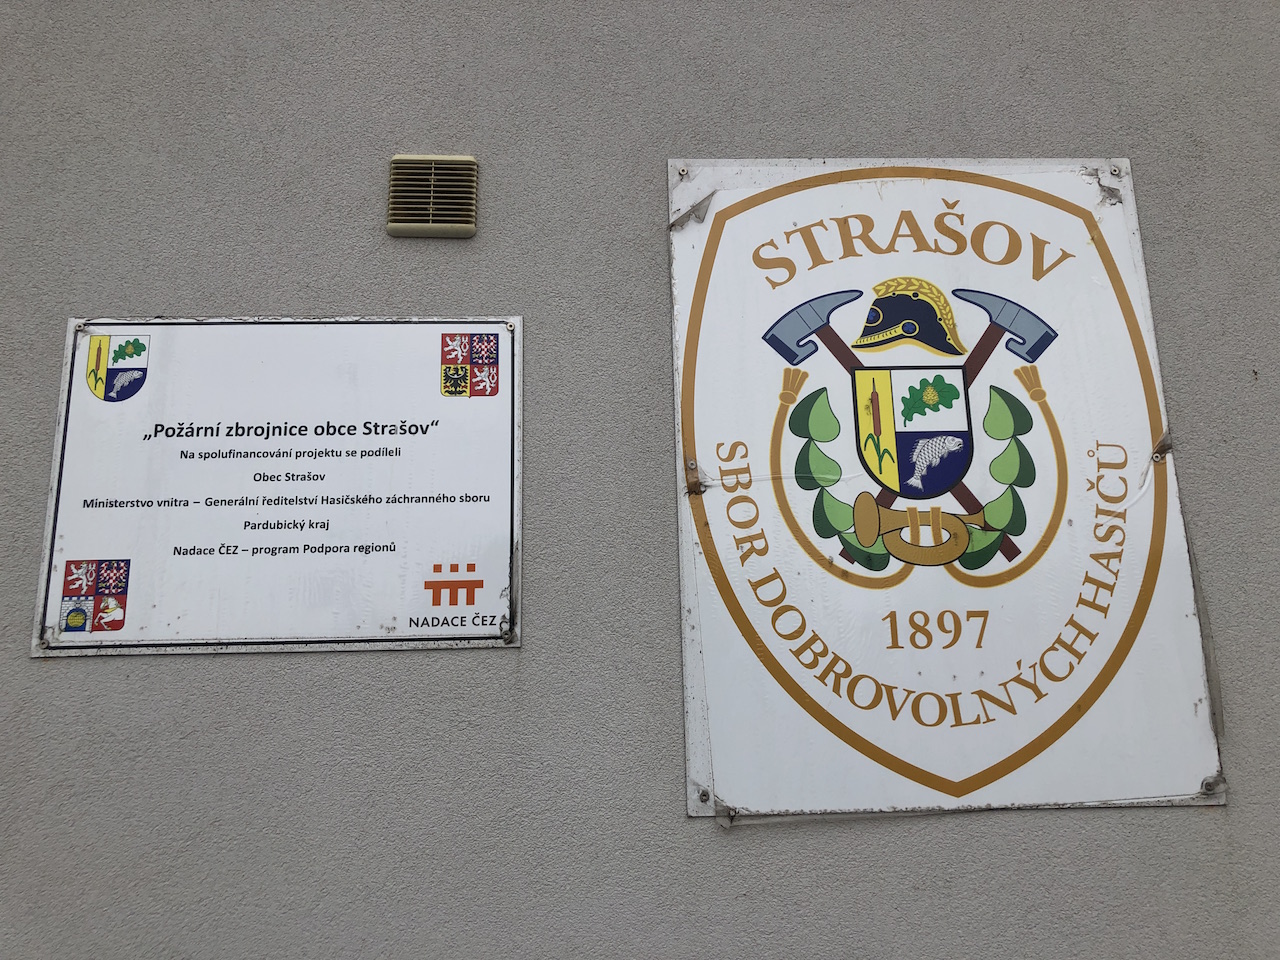 „Požární zbrojnice obce Strašov“
Na spolufinancování projektu se podíleli
Obec Strašov
Ministerstvo vnitra – Generální ředitelství Hasičského záchranného sboru
Pardubický kraj
Nadace ČEZ – program Podpora regionů
NADACE ČEZ
STRAŠOV
1897
SBOR DOBROVOLNÝCH HASIČŮ